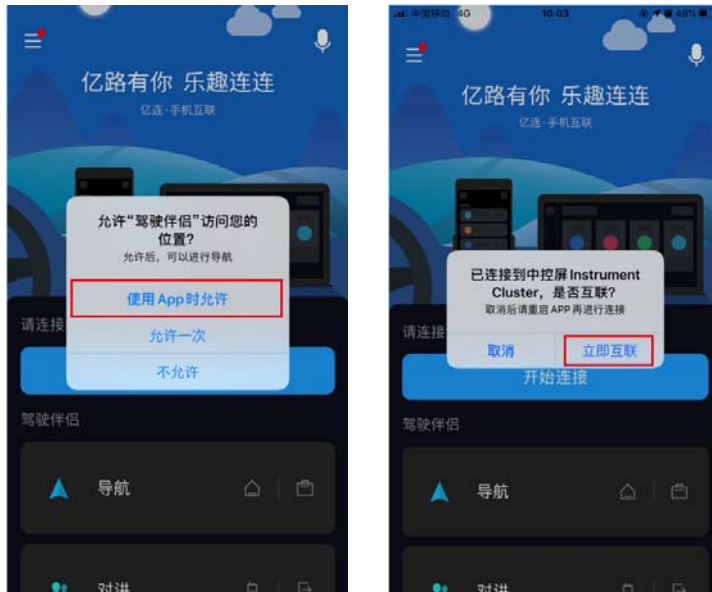 亿路有你 乐趣连连
亿连·手机互联
允许“驾驶伴侣”访问您的
位置?
允许后，可以进行导航
使用 App 时允许
请连接
允许一次
不允许
驾驶伴侣
导航
对讲
中国移动 4G 10:03 48%
亿路有你 乐趣连连
亿连·手机互联
已连接到中控屏 Instrument
Cluster，是否互联?
取消后请重启 APP 再进行连接
请连接
取消 立即互联
开始连接
驾驶伴侣
导航
对讲